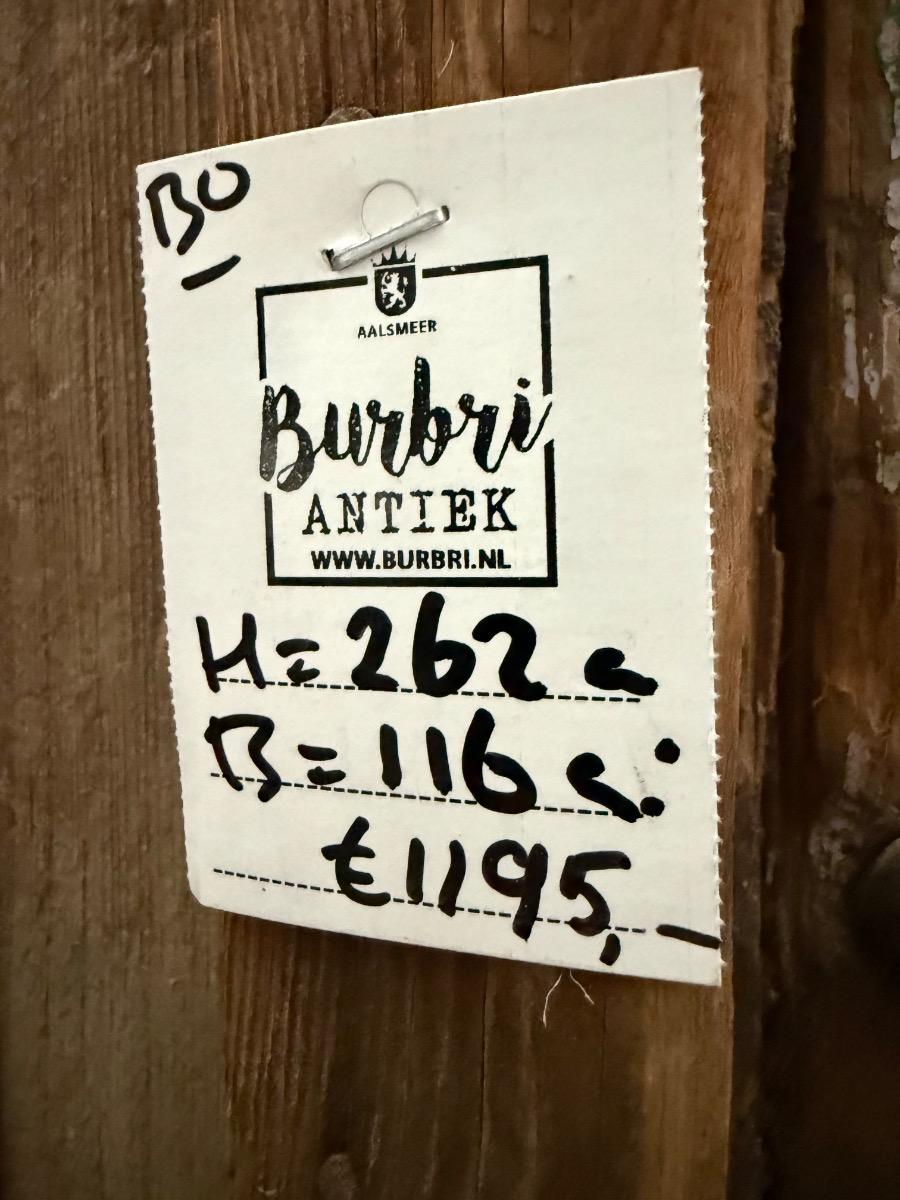 BO
AALSMEER
Burbri
ANTIEK
WWW.BURBRI.NL
H = 262 c
B = 116 c
€1195,-